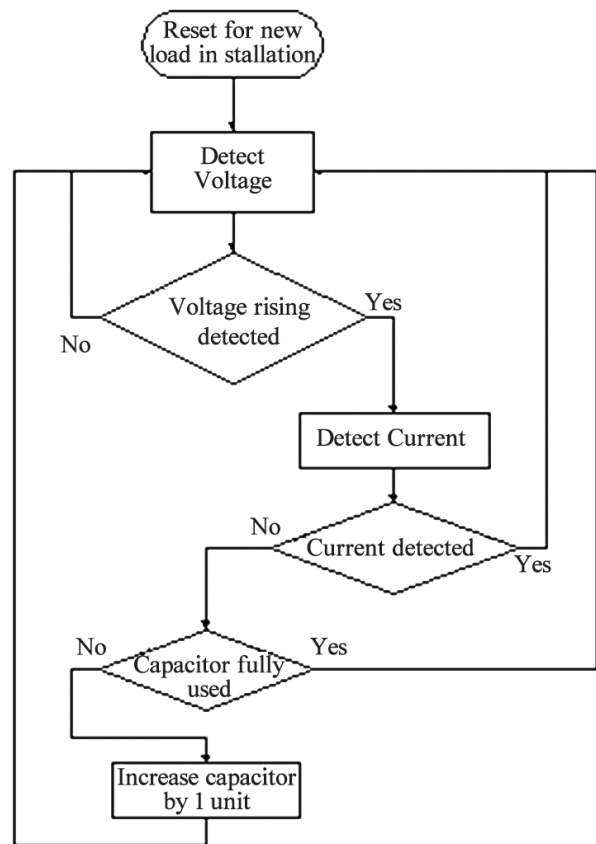 Reset for new
load in stallation
Detect
Voltage
Voltage rising
detected
Yes
No
Detect Current
No
Current detected
Yes
No
Yes
Capacitor fully
used
Increase capacitor
by 1 unit